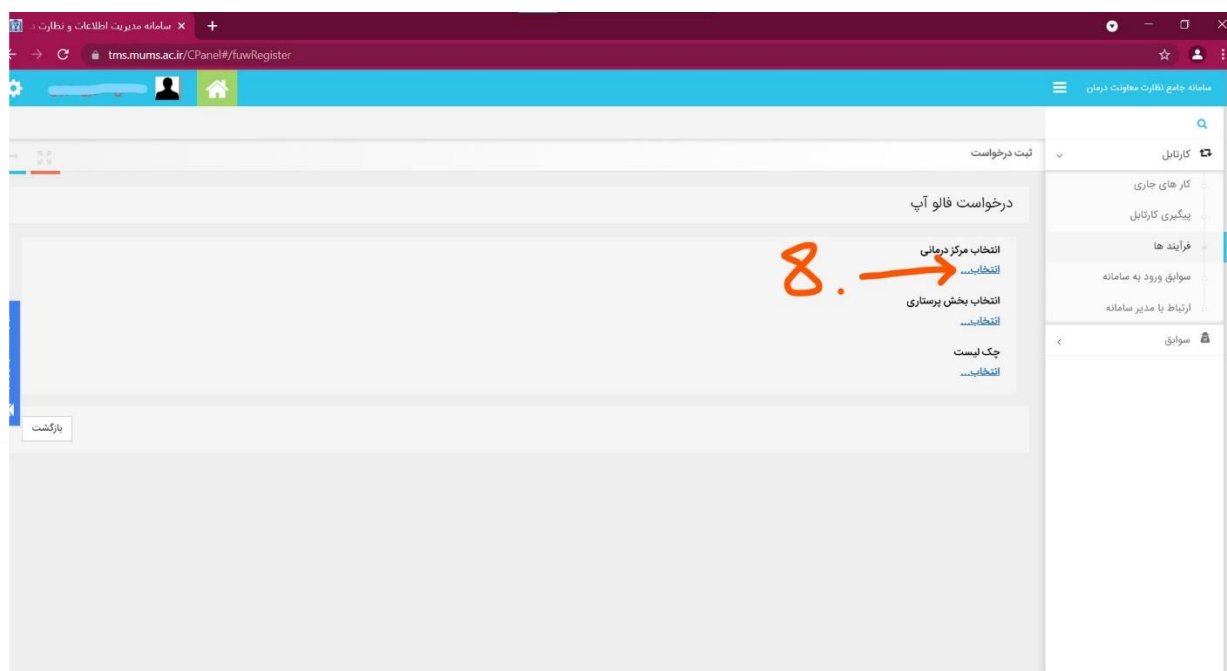 سامانه مدیریت اطلاعات و نظارت د
tms.mums.ac.ir/CPanel#/fuwRegister
سامانه جامع نظارت معاونت درمان
کارتابل
کار های جاری
پیگیری کارتابل
فرآیند ها
سوابق ورود به سامانه
ارتباط با مدیر سامانه
سوابق
ثبت درخواست
درخواست فالو آپ
انتخاب مرکز درمانی
انتخاب...
8.
انتخاب بخش پرستاری
انتخاب...
چک لیست
انتخاب...
بازگشت